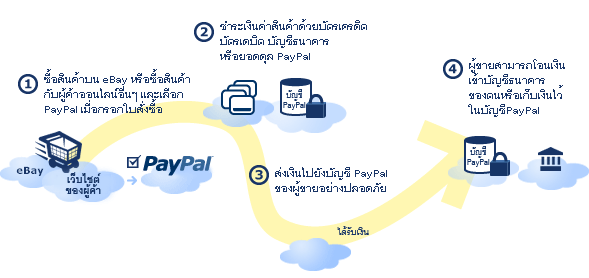 1
ซื้อสินค้าบน eBay หรือซื้อสินค้า
กับผู้ค้าออนไลน์อื่นๆ และเลือก
PayPal เมื่อกรอกใบสั่งซื้อ
eBay
เว็บไซต์
ของผู้ค้า
PayPal
2
ชำระเงินค่าสินค้าด้วยบัตรเครดิต
บัตรเดบิต บัญชีธนาคาร
หรือยอดดุล PayPal
บัญชี
PayPal
3
ส่งเงินไปยังบัญชี PayPal
ของผู้ขายอย่างปลอดภัย
ได้รับเงิน
4
ผู้ขายสามารถโอนเงิน
เข้าบัญชีธนาคาร
ของตนหรือเก็บเงินไว้
ในบัญชีPayPal
บัญชี
PayPal